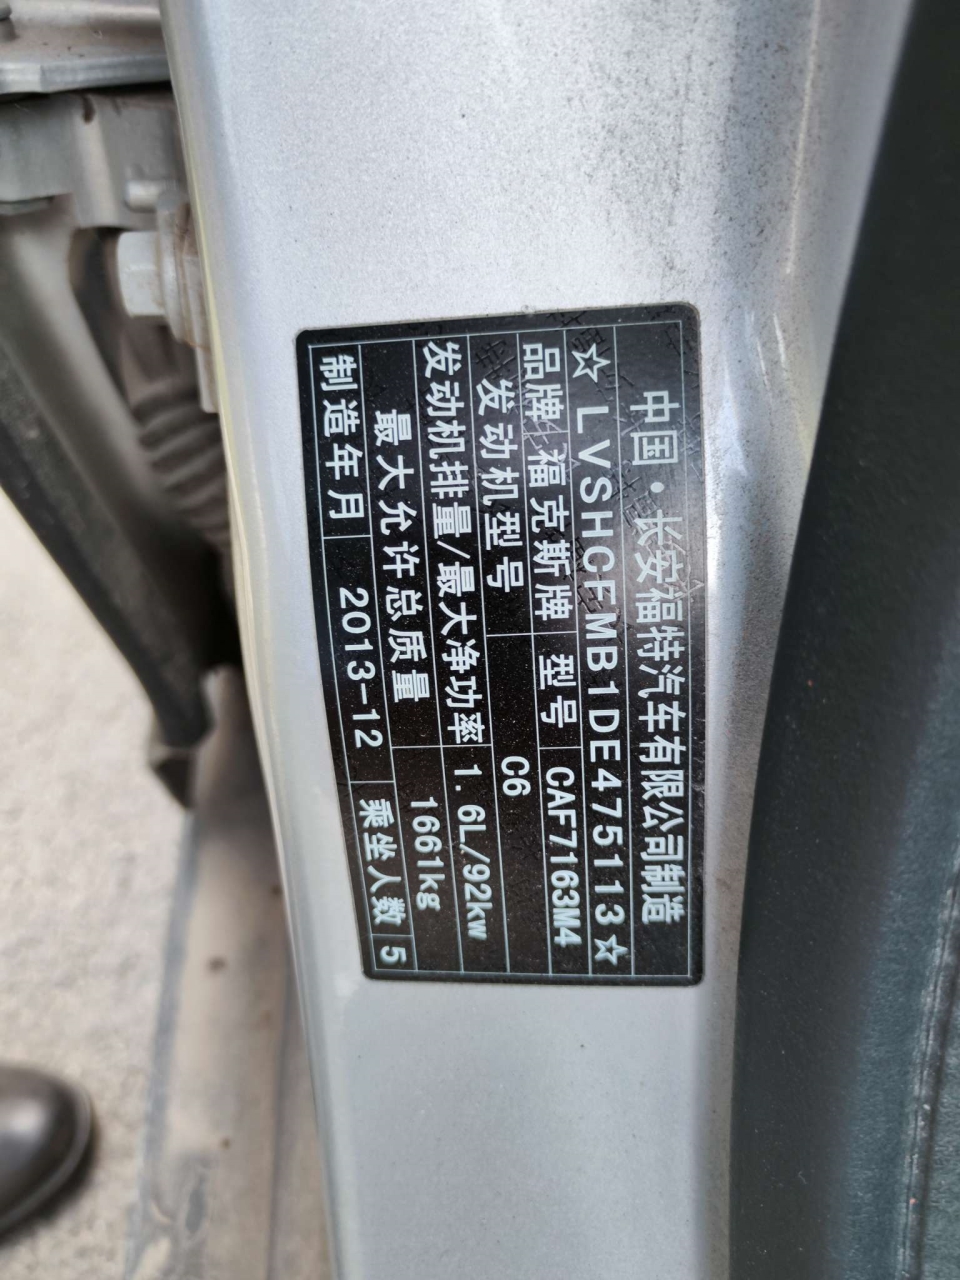 中国·长安福特汽车有限公司制造
☆LVSHCFMB1DE475113☆
品牌 福克斯牌 型号 CAF7163M4
发动机型号 C6
发动机排量/最大净功率 1.6L/92kw
最大允许总质量 1661kg
制造年月 2013-12 乘坐人数 5